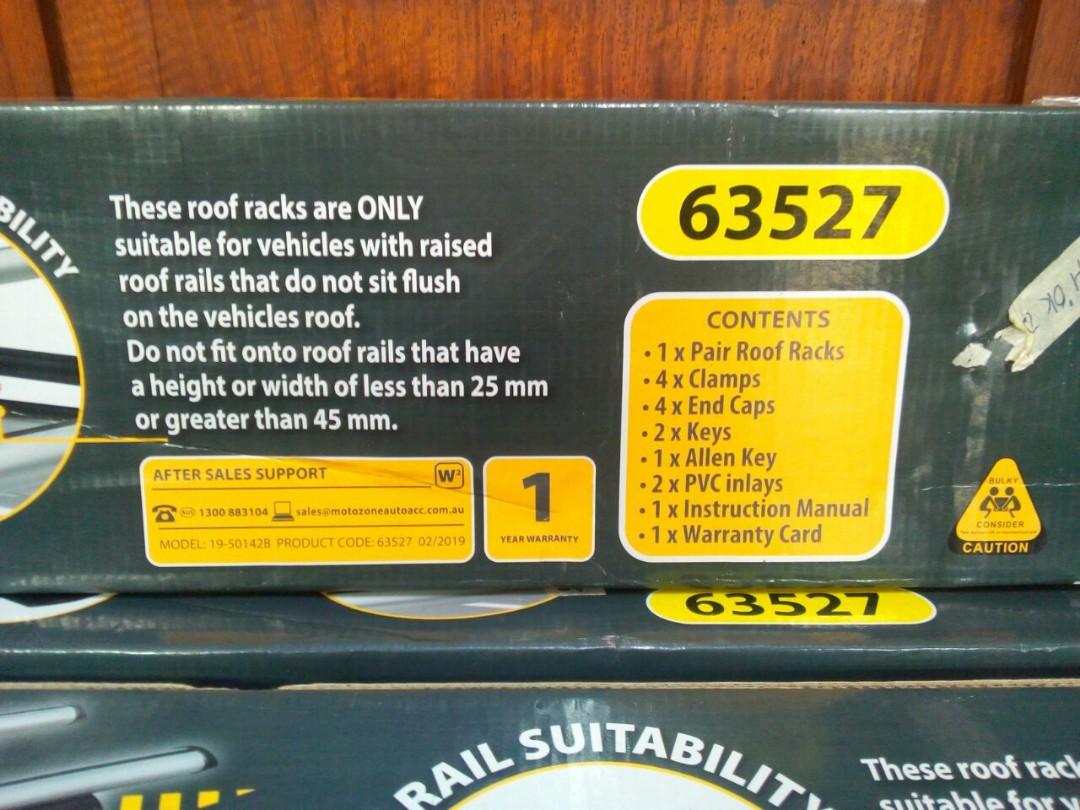 BILITY
These roof racks are ONLY
suitable for vehicles with raised
roof rails that do not sit flush
on the vehicles roof.
Do not fit onto roof rails that have
a height or width of less than 25 mm
or greater than 45 mm.
AFTER SALES SUPPORT W²
AUS 1300 883104 sales@motozoneautoacc.com.au
MODEL: 19-50142B PRODUCT CODE: 63527 02/2019
1
YEAR WARRANTY
63527
CONTENTS
• 1 x Pair Roof Racks
• 4 x Clamps
• 4 x End Caps
• 2 x Keys
• 1 x Allen Key
• 2 x PVC inlays
• 1 x Instruction Manual
• 1 x Warranty Card
BULKY
CONSIDER
CAUTION
63527
RAIL SUITABILITY
These roof rack
suitable for v